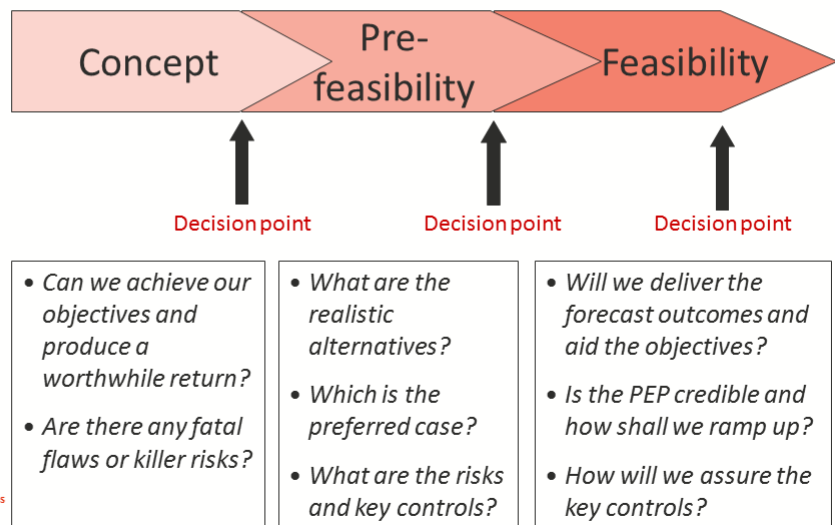 Concept
Pre-
feasibility
Feasibility
Decision point
Decision point
Decision point
• Can we achieve our
objectives and
produce a
worthwhile return?
• Are there any fatal
flaws or killer risks?
• What are the
realistic
alternatives?
• Which is the
preferred case?
• What are the risks
and key controls?
• Will we deliver the
forecast outcomes and
aid the objectives?
• Is the PEP credible and
how shall we ramp up?
• How will we assure the
key controls?
s